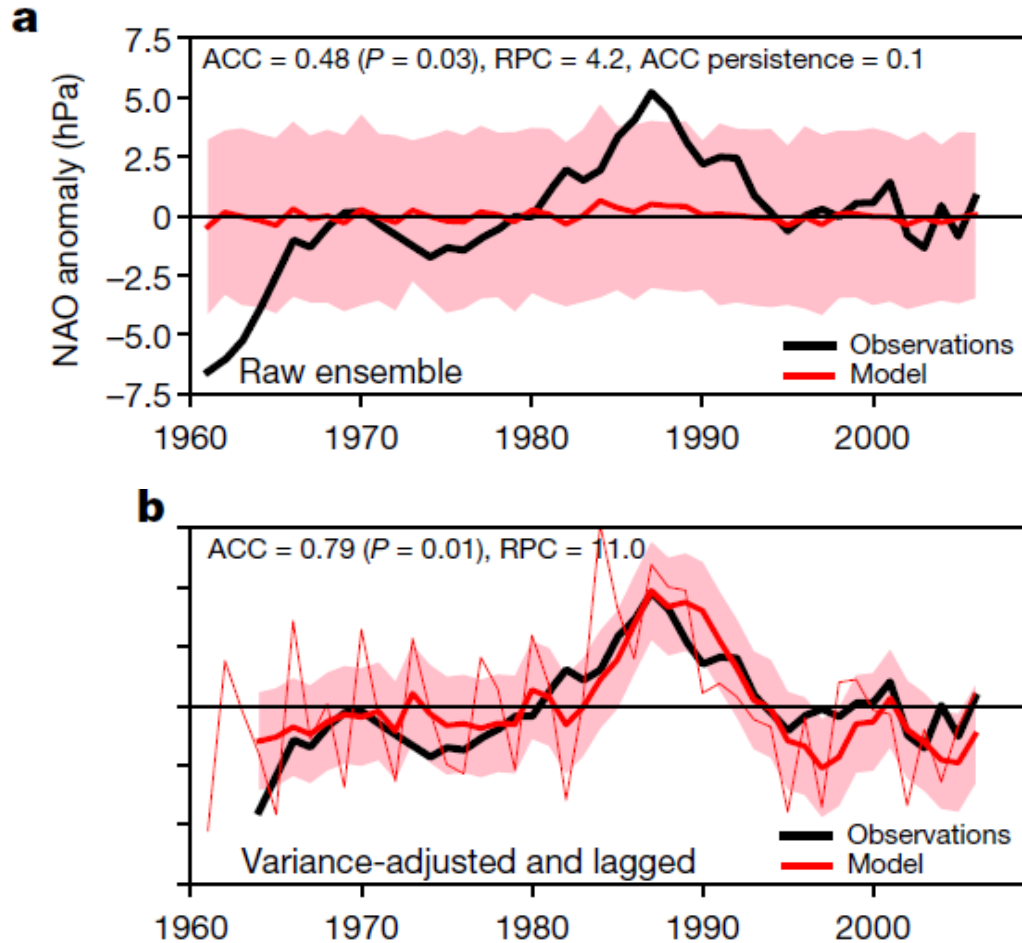 a
7.5
ACC = 0.48 (P = 0.03), RPC = 4.2, ACC persistence = 0.1
5.0
2.5
0
−2.5
−5.0
−7.5
NAO anomaly (hPa)
Observations
Model
Raw ensemble
1960 1970 1980 1990 2000
b
ACC = 0.79 (P = 0.01), RPC = 11.0
Observations
Model
Variance-adjusted and lagged
1960 1970 1980 1990 2000